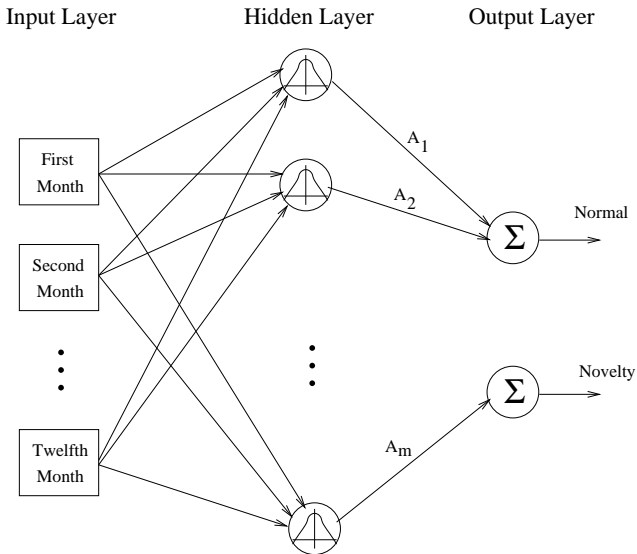 Input Layer
Hidden Layer
Output Layer
First
Month
Second
Month
Twelfth
Month
A1
A2
Am
Σ
Normal
Σ
Novelty